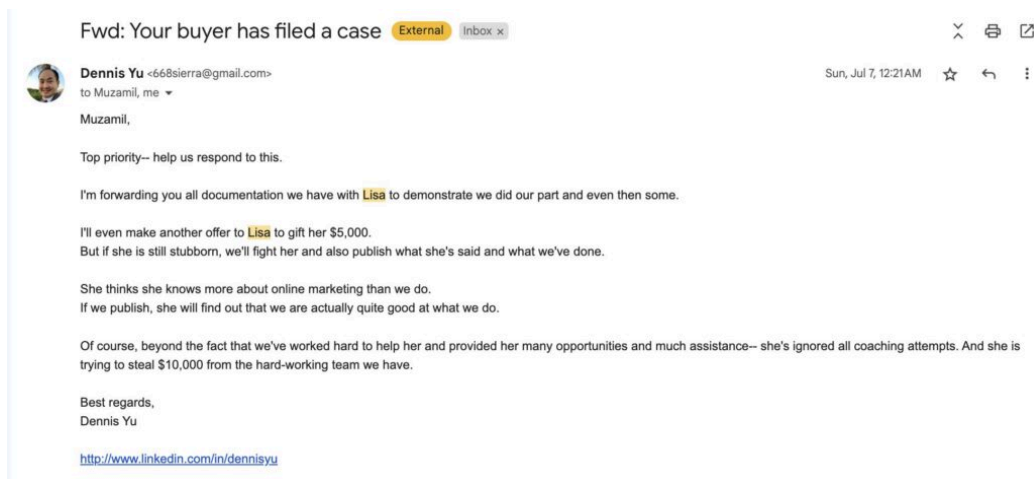 Fwd: Your buyer has filed a case External Inbox x
Dennis Yu <668sierra@gmail.com> Sun, Jul 7, 12:21AM
to Muzamil, me
Muzamil,
Top priority-- help us respond to this.
I'm forwarding you all documentation we have with Lisa to demonstrate we did our part and even then some.
I'll even make another offer to Lisa to gift her $5,000.
But if she is still stubborn, we'll fight her and also publish what she's said and what we've done.
She thinks she knows more about online marketing than we do.
If we publish, she will find out that we are actually quite good at what we do.
Of course, beyond the fact that we've worked hard to help her and provided her many opportunities and much assistance-- she's ignored all coaching attempts. And she is
trying to steal $10,000 from the hard-working team we have.
Best regards,
Dennis Yu
http://www.linkedin.com/in/dennisyu